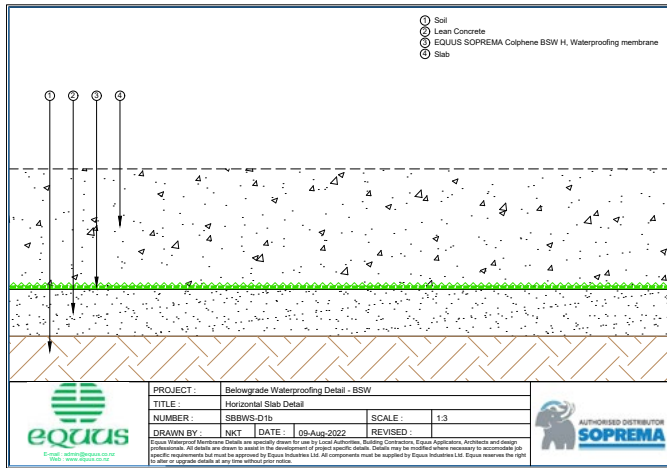 1 Soil
2 Lean Concrete
3 EQUUS SOPREMA Colphene BSW H, Waterproofing membrane
4 Slab
1 2 3 4
PROJECT : Belowgrade Waterproofing Detail - BSW
TITLE : Horizontal Slab Detail
NUMBER : SBBWS-D1b SCALE : 1:3
DRAWN BY : NKT DATE : 09-Aug-2022 REVISED :
Equus Waterproof Membrane Details are specially drawn for use by Local Authorities, Building Contractors, Equus Applicators, Architects and design
professionals. All details are drawn to assist in the development of project specific details. Details may be modified where necessary to accomodate job
specific requirements but must be approved by Equus Industries Ltd. All components must be supplied by Equus Industries Ltd. Equus reserves the right
to alter or upgrade details at any time without prior notice.
equus
E-mail : admin@equus.co.nz
Web : www.equus.co.nz
AUTHORISED DISTRIBUTOR
SOPREMA